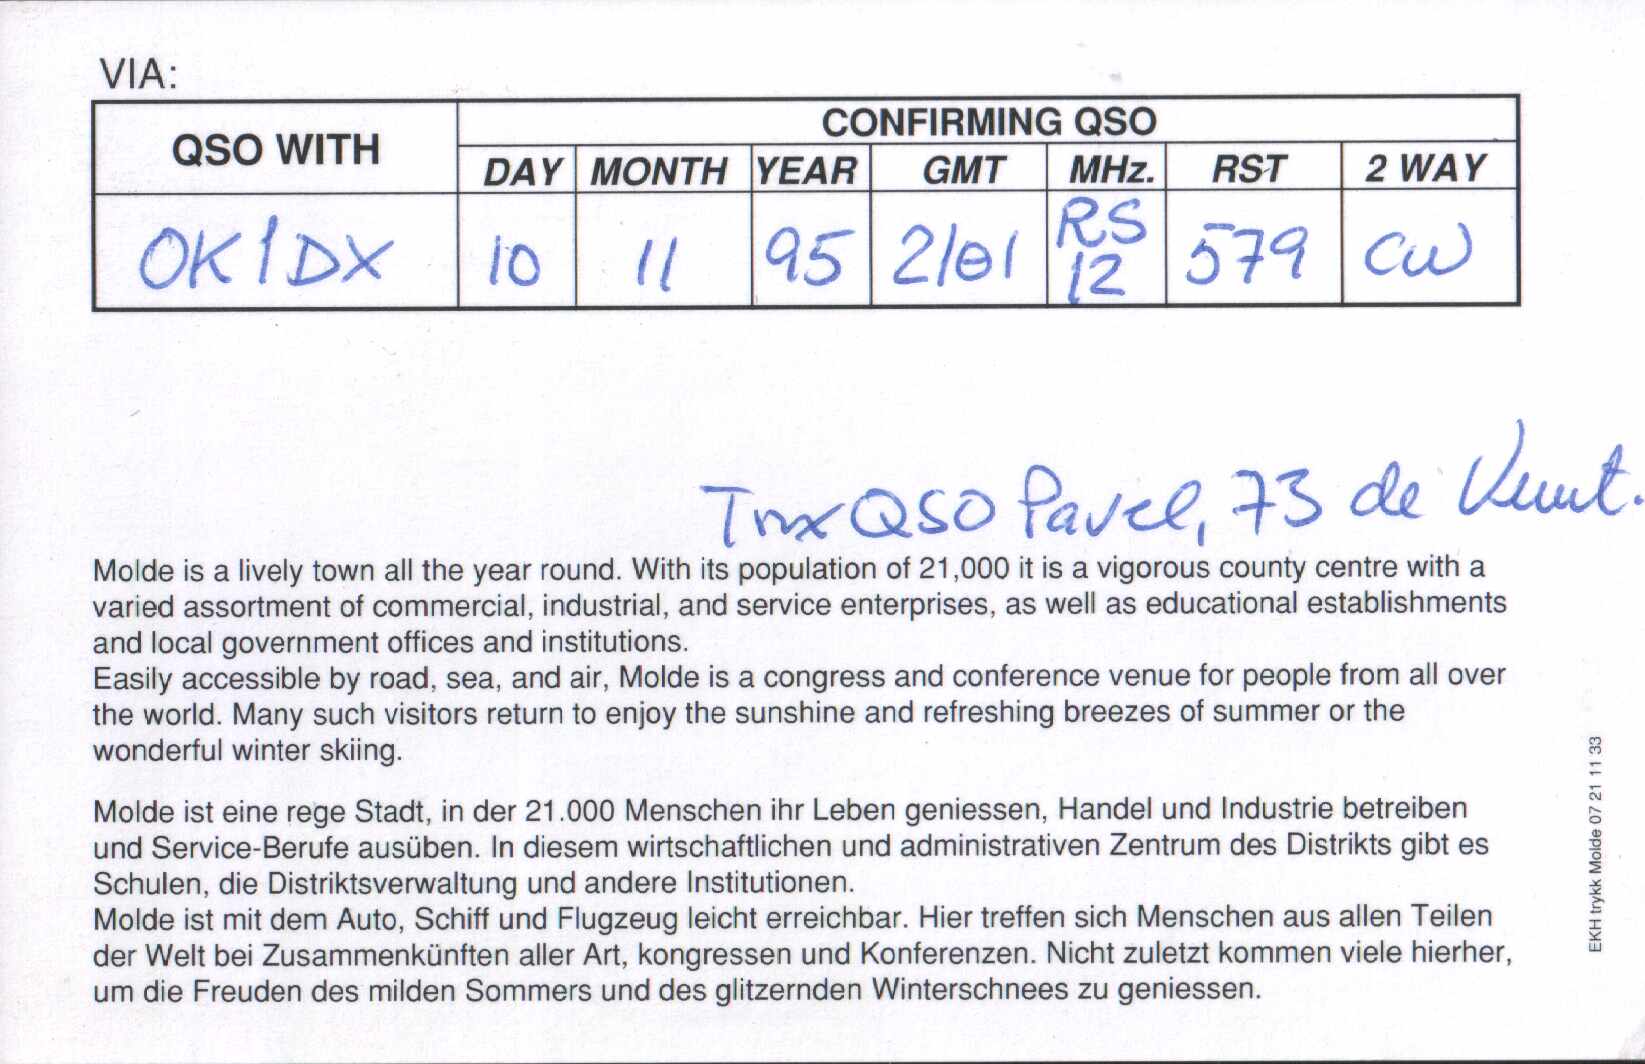 VIA:
QSO WITH
CONFIRMING QSO
DAY MONTH YEAR GMT MHz. RST 2 WAY
OK1DX 10 11 95 2101 RS 12 579 CW
Tnx QSO Pavel, 73 de Knut.
Molde is a lively town all the year round. With its population of 21,000 it is a vigorous county centre with a
varied assortment of commercial, industrial, and service enterprises, as well as educational establishments
and local government offices and institutions.
Easily accessible by road, sea, and air, Molde is a congress and conference venue for people from all over
the world. Many such visitors return to enjoy the sunshine and refreshing breezes of summer or the
wonderful winter skiing.
Molde ist eine rege Stadt, in der 21.000 Menschen ihr Leben geniessen, Handel und Industrie betreiben
und Service-Berufe ausüben. In diesem wirtschaftlichen und administrativen Zentrum des Distrikts gibt es
Schulen, die Distriktsverwaltung und andere Institutionen.
Molde ist mit dem Auto, Schiff und Flugzeug leicht erreichbar. Hier treffen sich Menschen aus allen Teilen
der Welt bei Zusammenkünften aller Art, kongressen und Konferenzen. Nicht zuletzt kommen viele hierher,
um die Freuden des milden Sommers und des glitzernden Winterschnees zu geniessen.
EKH trykk Molde 07 21 11 33